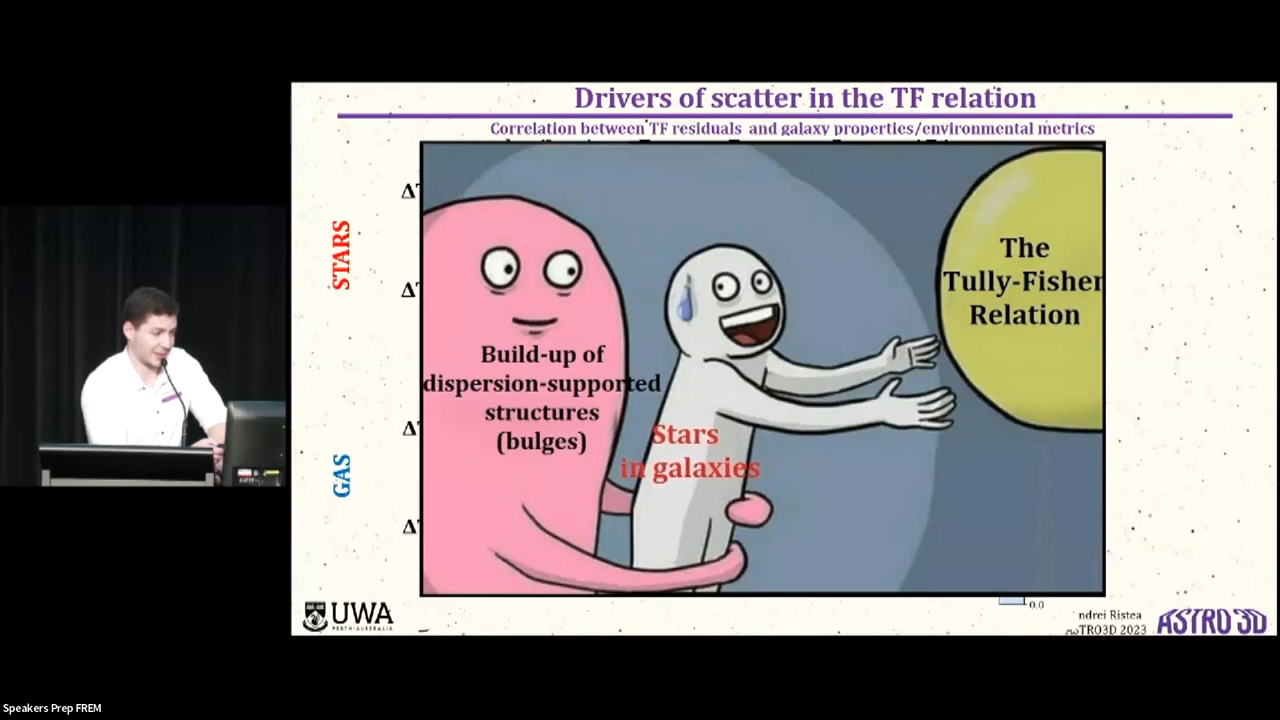 Drivers of scatter in the TF relation
Correlation between TF residuals and galaxy properties/environmental metrics
STARS
GAS
Δ
Δ
Δ
Δ
Build-up of
dispersion-supported
structures
(bulges)
Stars
in galaxies
The
Tully-Fisher
Relation
0.0
UWA
ndrei Ristea
TRO3D 2023
ASTRO 3D
Speakers Prep FREM